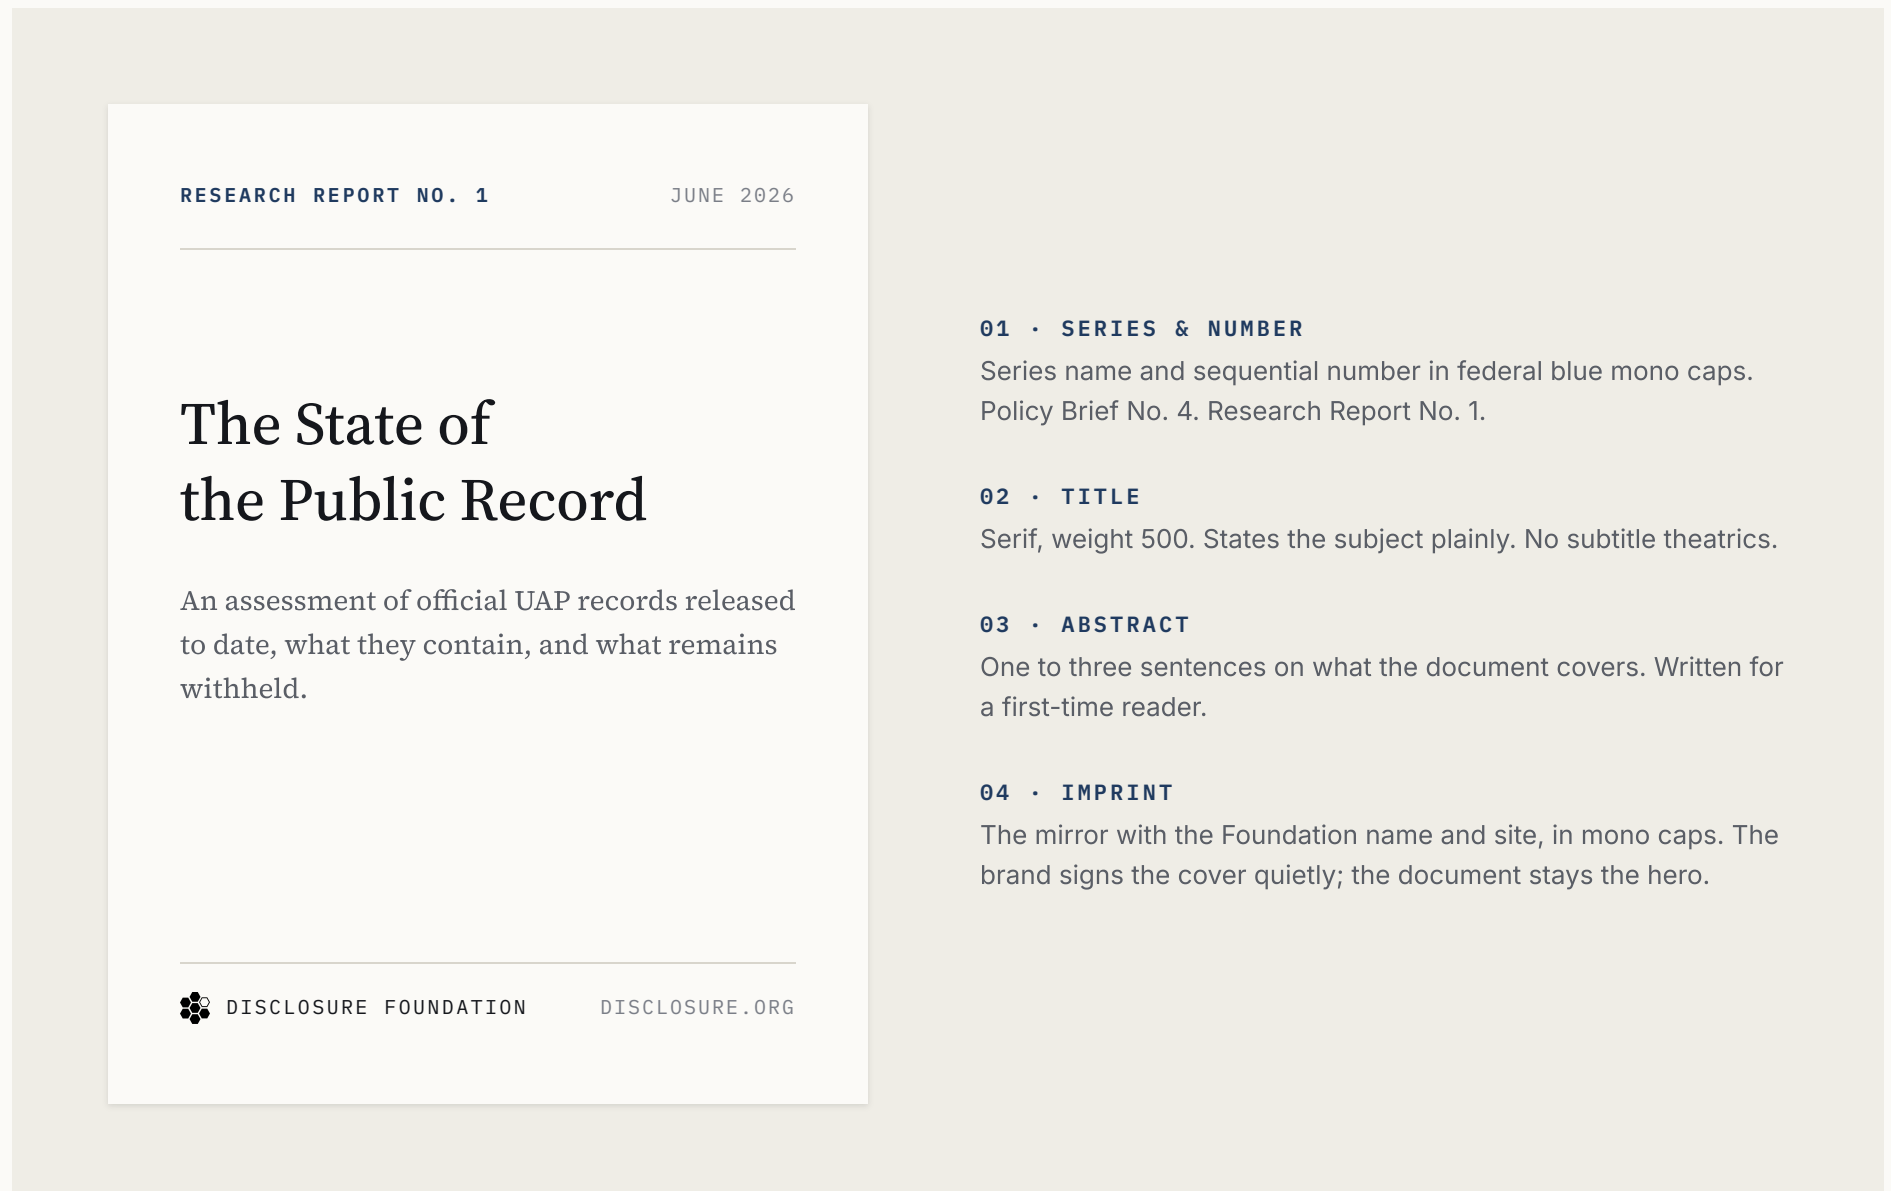 RESEARCH REPORT NO. 1
JUNE 2026
The State of
the Public Record
An assessment of official UAP records released
to date, what they contain, and what remains
withheld.
DISCLOSURE FOUNDATION
DISCLOSURE.ORG
01 · SERIES & NUMBER
Series name and sequential number in federal blue mono caps.
Policy Brief No. 4. Research Report No. 1.
02 · TITLE
Serif, weight 500. States the subject plainly. No subtitle theatrics.
03 · ABSTRACT
One to three sentences on what the document covers. Written for
a first-time reader.
04 · IMPRINT
The mirror with the Foundation name and site, in mono caps. The
brand signs the cover quietly; the document stays the hero.